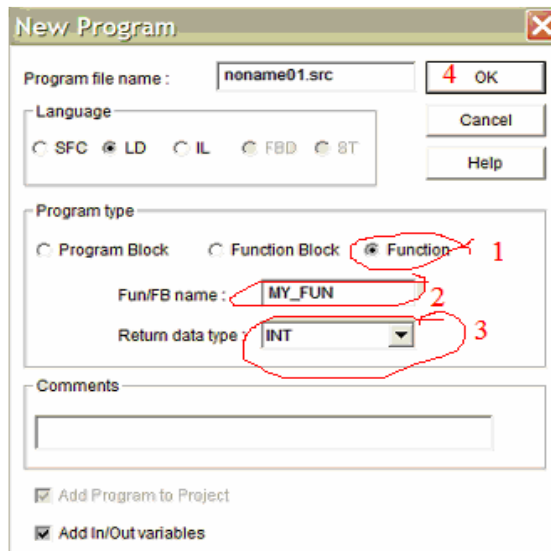 New Program
Program file name :
noname01.src
4 OK
Language
SFC LD IL FBD ST
Cancel
Help
Program type
Program Block Function Block Function 1
Fun/FB name : MY_FUN 2
Return data type : INT 3
Comments
Add Program to Project
Add In/Out variables